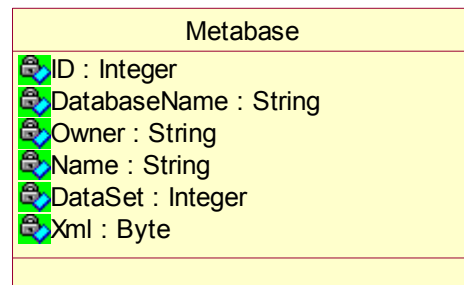 Metabase
ID : Integer
DatabaseName : String
Owner : String
Name : String
DataSet : Integer
Xml : Byte